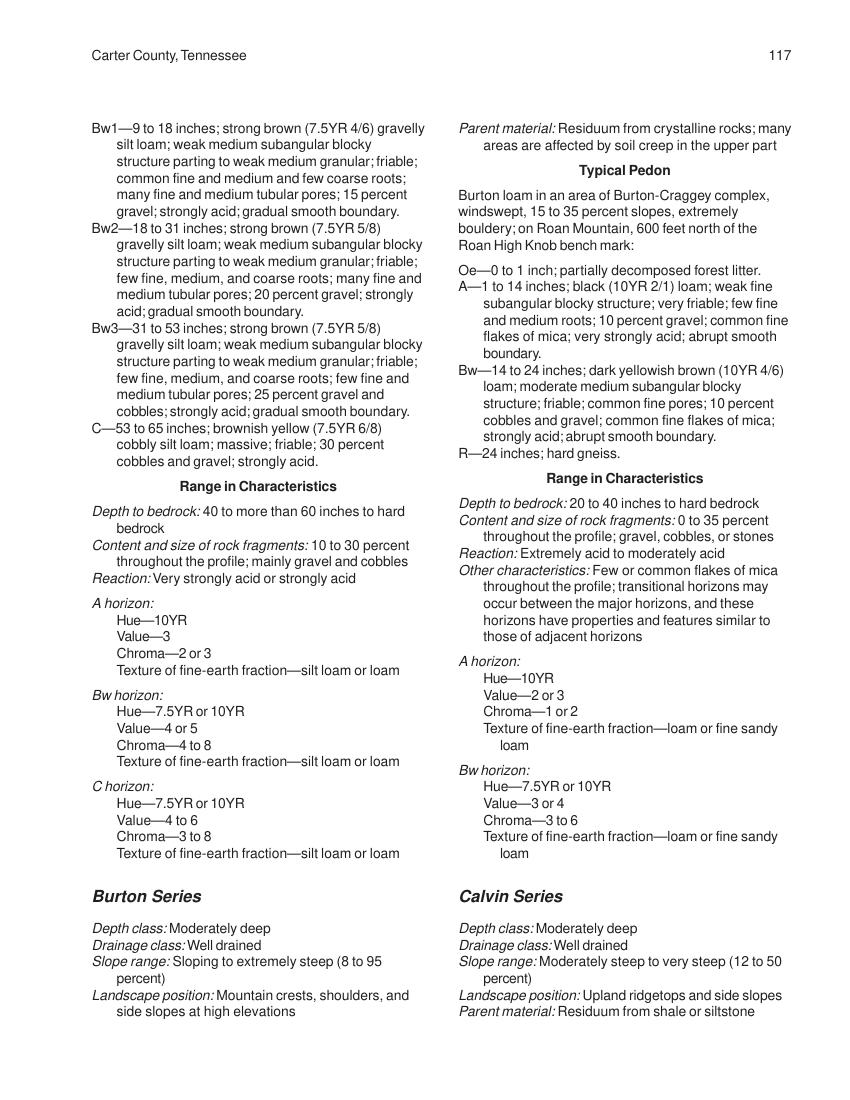 Carter County, Tennessee
117
Bw1—9 to 18 inches; strong brown (7.5YR 4/6) gravelly
silt loam; weak medium subangular blocky
structure parting to weak medium granular; friable;
common fine and medium and few coarse roots;
many fine and medium tubular pores; 15 percent
gravel; strongly acid; gradual smooth boundary.
Bw2—18 to 31 inches; strong brown (7.5YR 5/8)
gravelly silt loam; weak medium subangular blocky
structure parting to weak medium granular; friable;
few fine, medium, and coarse roots; many fine and
medium tubular pores; 20 percent gravel; strongly
acid; gradual smooth boundary.
Bw3—31 to 53 inches; strong brown (7.5YR 5/8)
gravelly silt loam; weak medium subangular blocky
structure parting to weak medium granular; friable;
few fine, medium, and coarse roots; few fine and
medium tubular pores; 25 percent gravel and
cobbles; strongly acid; gradual smooth boundary.
C—53 to 65 inches; brownish yellow (7.5YR 6/8)
cobbly silt loam; massive; friable; 30 percent
cobbles and gravel; strongly acid.
Range in Characteristics
Depth to bedrock: 40 to more than 60 inches to hard
bedrock
Content and size of rock fragments: 10 to 30 percent
throughout the profile; mainly gravel and cobbles
Reaction: Very strongly acid or strongly acid
A horizon:
Hue—10YR
Value—3
Chroma—2 or 3
Texture of fine-earth fraction—silt loam or loam
Bw horizon:
Hue—7.5YR or 10YR
Value—4 or 5
Chroma—4 to 8
Texture of fine-earth fraction—silt loam or loam
C horizon:
Hue—7.5YR or 10YR
Value—4 to 6
Chroma—3 to 8
Texture of fine-earth fraction—silt loam or loam
Burton Series
Depth class: Moderately deep
Drainage class: Well drained
Slope range: Sloping to extremely steep (8 to 95
percent)
Landscape position: Mountain crests, shoulders, and
side slopes at high elevations
Parent material: Residuum from crystalline rocks; many
areas are affected by soil creep in the upper part
Typical Pedon
Burton loam in an area of Burton-Craggey complex,
windswept, 15 to 35 percent slopes, extremely
bouldery; on Roan Mountain, 600 feet north of the
Roan High Knob bench mark:
Oe—0 to 1 inch; partially decomposed forest litter.
A—1 to 14 inches; black (10YR 2/1) loam; weak fine
subangular blocky structure; very friable; few fine
and medium roots; 10 percent gravel; common fine
flakes of mica; very strongly acid; abrupt smooth
boundary.
Bw—14 to 24 inches; dark yellowish brown (10YR 4/6)
loam; moderate medium subangular blocky
structure; friable; common fine pores; 10 percent
cobbles and gravel; common fine flakes of mica;
strongly acid; abrupt smooth boundary.
R—24 inches; hard gneiss.
Range in Characteristics
Depth to bedrock: 20 to 40 inches to hard bedrock
Content and size of rock fragments: 0 to 35 percent
throughout the profile; gravel, cobbles, or stones
Reaction: Extremely acid to moderately acid
Other characteristics: Few or common flakes of mica
throughout the profile; transitional horizons may
occur between the major horizons, and these
horizons have properties and features similar to
those of adjacent horizons
A horizon:
Hue—10YR
Value—2 or 3
Chroma—1 or 2
Texture of fine-earth fraction—loam or fine sandy
loam
Bw horizon:
Hue—7.5YR or 10YR
Value—3 or 4
Chroma—3 to 6
Texture of fine-earth fraction—loam or fine sandy
loam
Calvin Series
Depth class: Moderately deep
Drainage class: Well drained
Slope range: Moderately steep to very steep (12 to 50
percent)
Landscape position: Upland ridgetops and side slopes
Parent material: Residuum from shale or siltstone